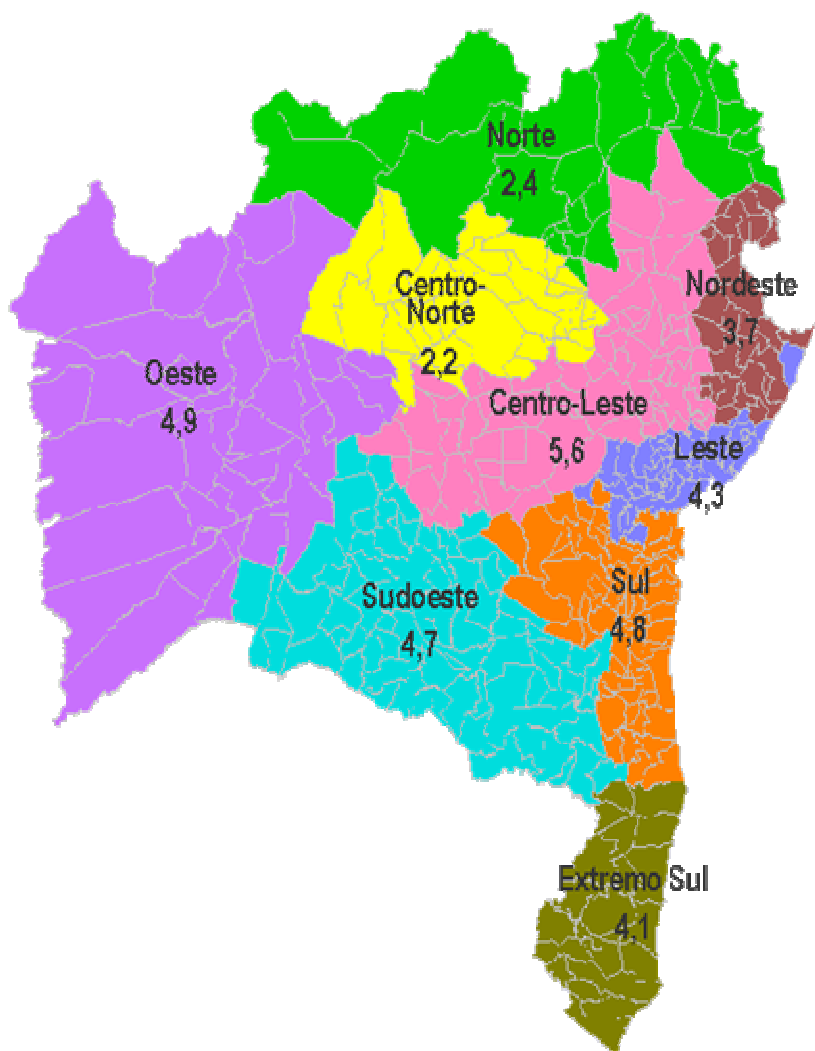 Norte
2,4
Centro-
Norte
2,2
Nordeste
3,7
Oeste
4,9
Centro-Leste
5,6
Leste
4,3
Sudoeste
4,7
Sul
4,8
Extremo Sul
4,1